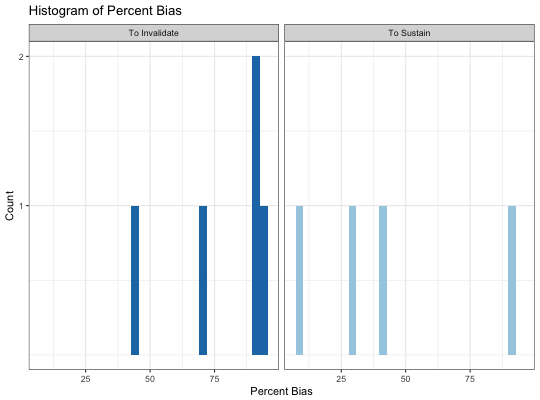 Histogram of Percent Bias
To Invalidate
To Sustain
2
1
Count
25
50
75
25
50
75
Percent Bias